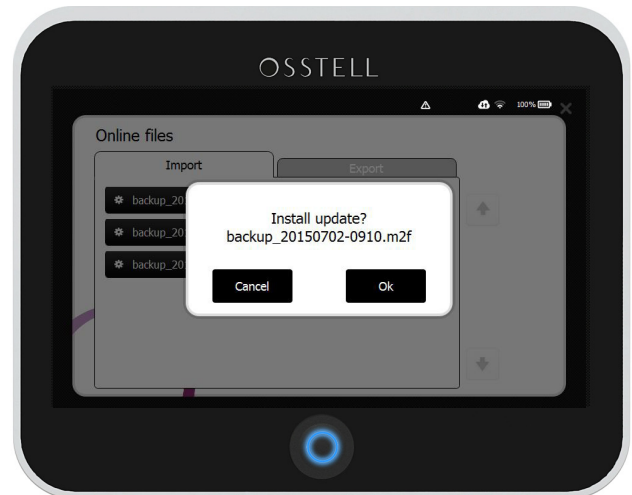 OSSTELL
100%
Online files
Import
Export
backup_20
backup_20
backup_20
Install update?
backup_20150702-0910.m2f
Cancel
Ok